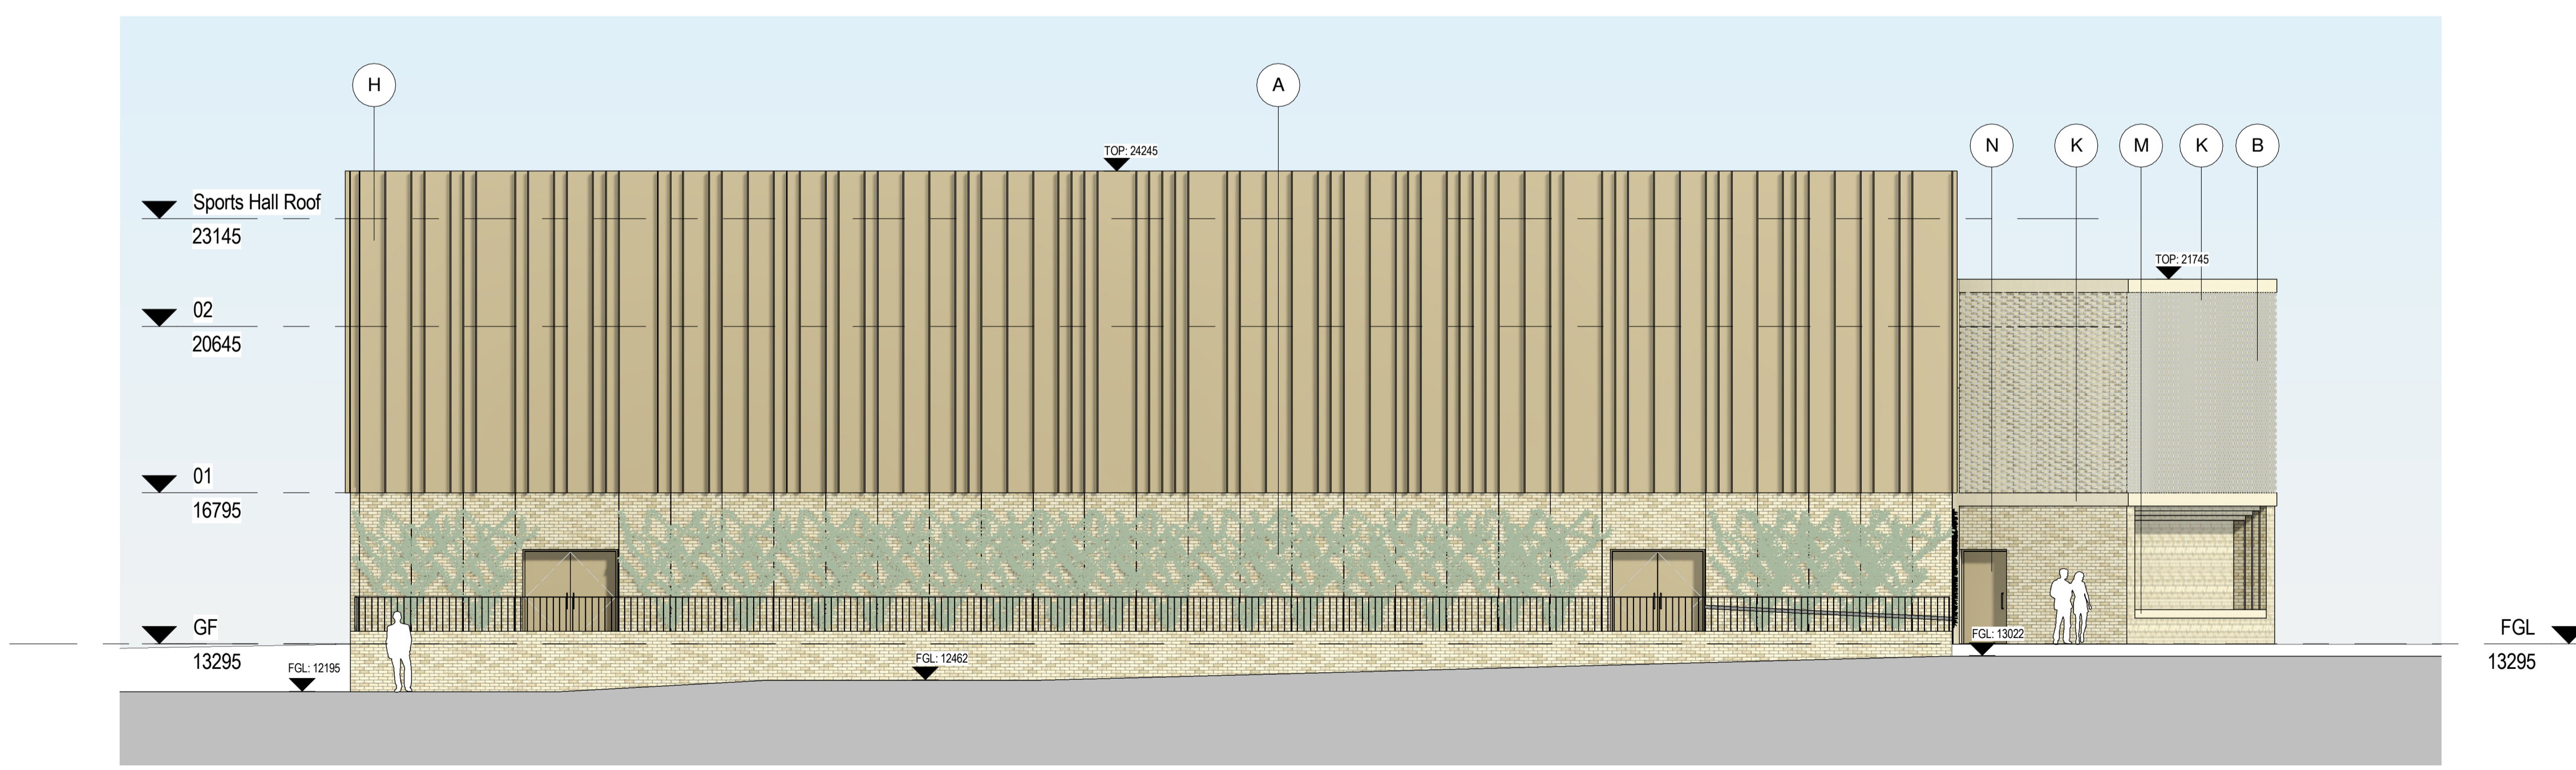 H
A
N
K
M
K
B
TOP: 24245
Sports Hall Roof
23145
TOP: 21745
02
20645
01
16795
GF
13295
FGL: 12195
FGL: 12462
FGL: 13022
FGL
13295